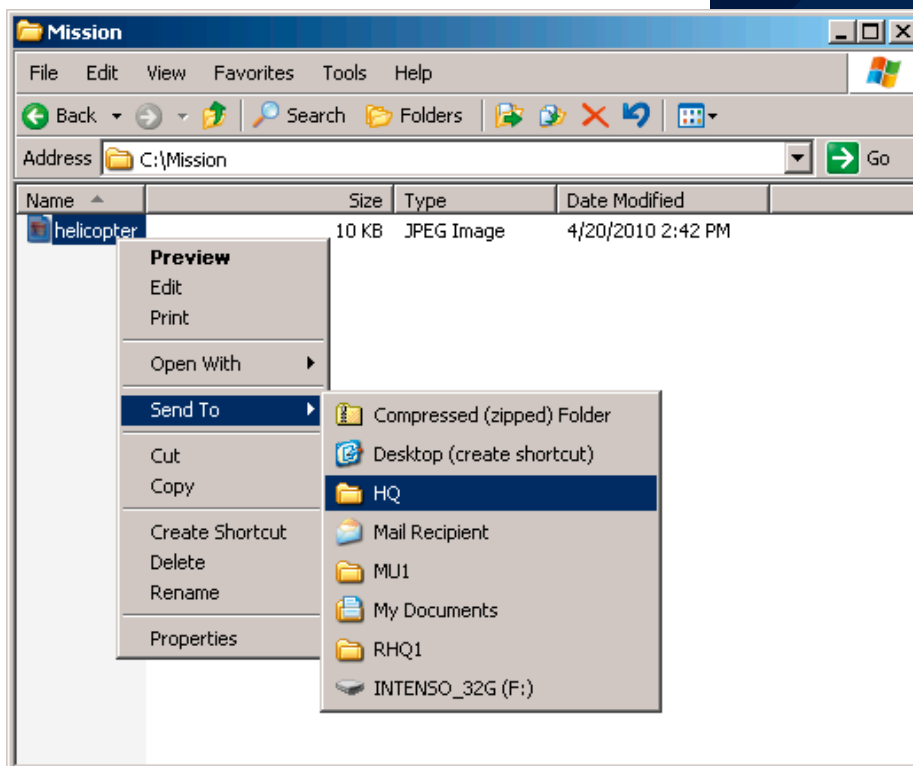 Mission
File Edit View Favorites Tools Help
Back Search Folders
Address C:\Mission Go
Name Size Type Date Modified
helicopter 10 KB JPEG Image 4/20/2010 2:42 PM
Preview
Edit
Print
Open With
Send To
Cut
Copy
Create Shortcut
Delete
Rename
Properties
Compressed (zipped) Folder
Desktop (create shortcut)
HQ
Mail Recipient
MU1
My Documents
RHQ1
INTENSO_32G (F:)